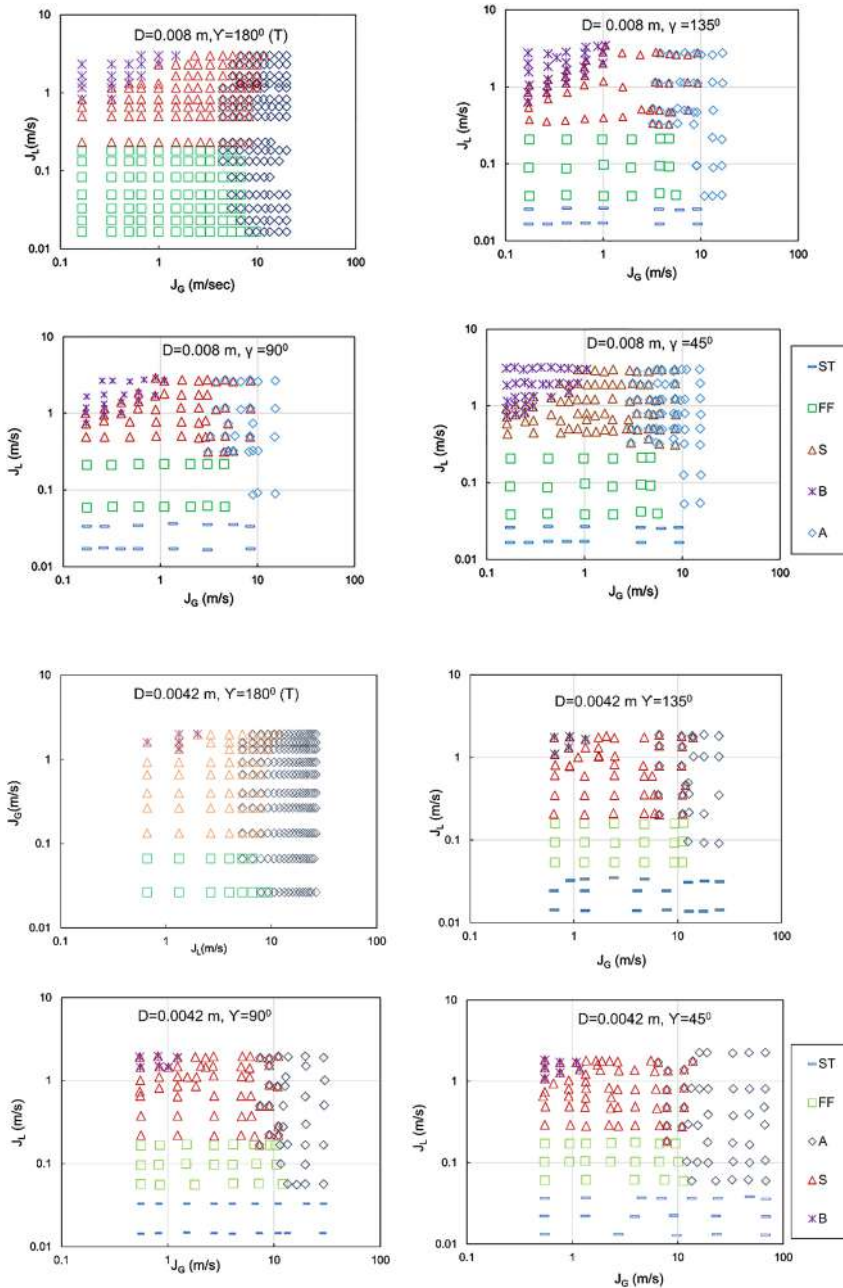 D=0.008 m,ϒ=180⁰ (T)
10
1
0.1
0.01
J_L(m/s)
0.1 1 10 100
J_G (m/sec)
D= 0.008 m, γ =135⁰
10
1
0.1
0.01
J_L (m/s)
0.1 1 10 100
J_G (m/s)
D=0.008 m, γ =90⁰
10
1
0.1
0.01
J_L (m/s)
0.1 1 10 100
J_G (m/s)
D=0.008 m, γ =45⁰
10
1
0.1
0.01
J_L (m/s)
0.1 1 10 100
J_G (m/s)
ST
FF
S
B
A
D=0.0042 m, ϒ=180⁰ (T)
10
1
0.1
0.01
J_G(m/s)
0.1 1 10 100
J_L(m/s)
D=0.0042 m ϒ=135⁰
10
1
0.1
0.01
J_L (m/s)
0.1 1 10 100
J_G (m/s)
D=0.0042 m, ϒ=90⁰
10
1
0.1
0.01
J_L (m/s)
0.1 1 10 100
J_G (m/s)
D=0.0042 m, ϒ=45⁰
10
1
0.1
0.01
J_L (m/s)
0.1 1 10 100
J_G (m/s)
ST
FF
A
S
B